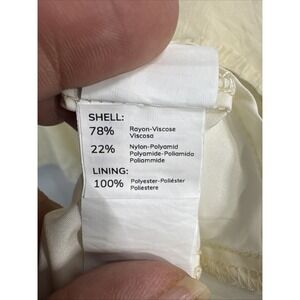 SHELL:
78% Rayon-Viscose
Viscosa
22% Nylon-Polyamid
Polyamide-Poliamida
Poliammide
LINING:
100% Polyester-Poliéster
Poliestere